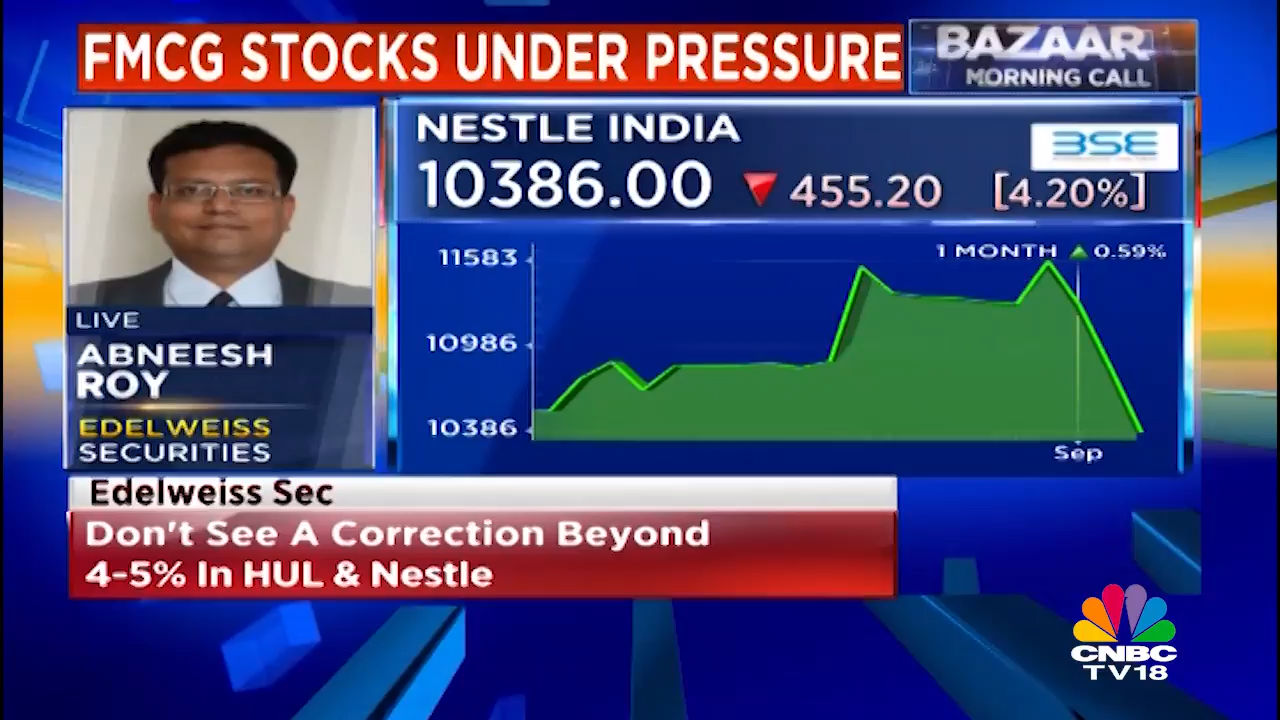 FMCG STOCKS UNDER PRESSURE
BAZAAR
MORNING CALL
NESTLE INDIA
BSE
10386.00 ▼ 455.20 [4.20%]
1 MONTH ▲ 0.59%
11583
10986
10386
Sep
LIVE
ABNEESH
ROY
EDELWEISS
SECURITIES
Edelweiss Sec
Don't See A Correction Beyond
4-5% In HUL & Nestle
CNBC
TV18